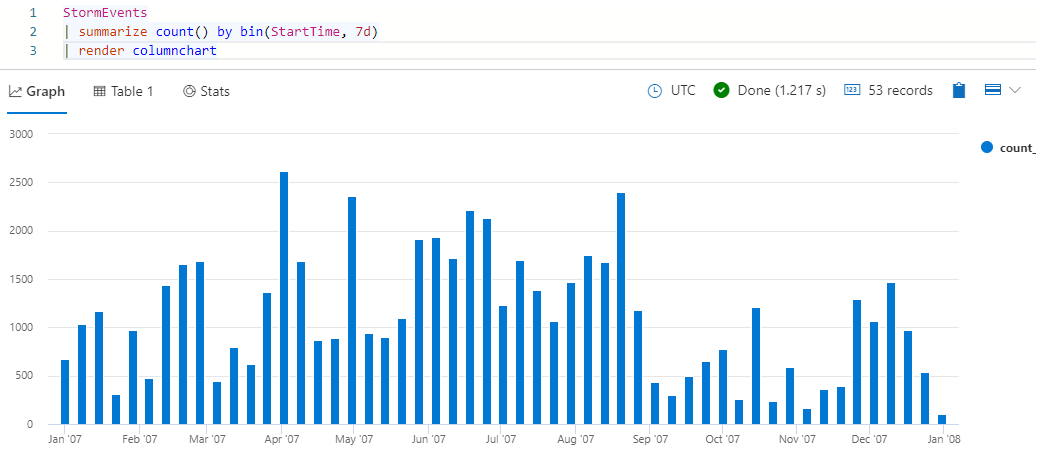 1 StormEvents
2 | summarize count() by bin(StartTime, 7d)
3 | render columnchart
Graph Table 1 Stats UTC Done (1.217 s) 123 53 records
3000
count_
2500
2000
1500
1000
500
0
Jan '07 Feb '07 Mar '07 Apr '07 May '07 Jun '07 Jul '07 Aug '07 Sep '07 Oct '07 Nov '07 Dec '07 Jan '08